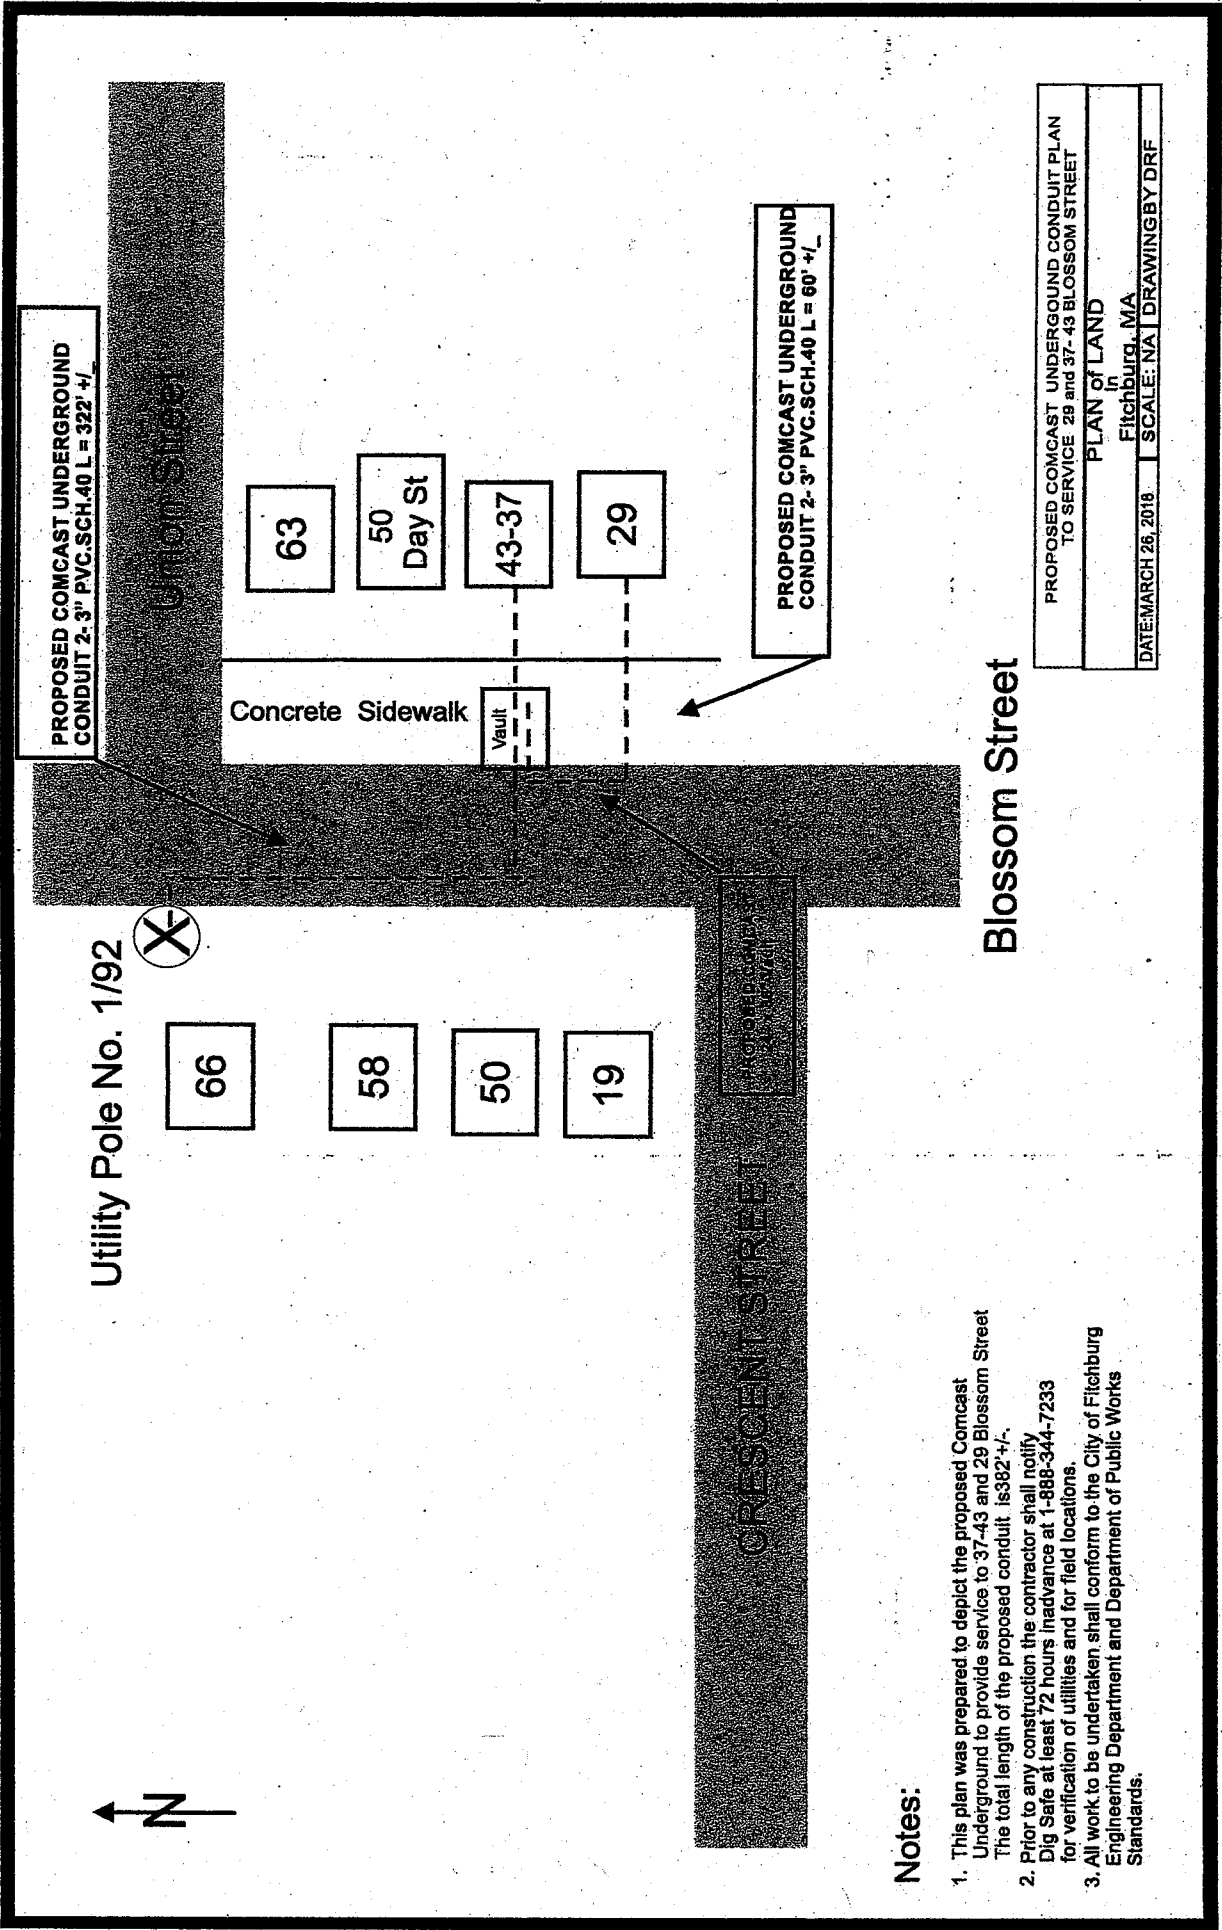 PROPOSED COMCAST UNDERGROUND
CONDUIT 2- 3" PVC.SCH.40 L = 322' +/_
Utility Pole No. 1/92
X
Union Street
66
58
50
19
63
50
Day St
43-37
29
Concrete Sidewalk
Vault
N
CRESCENT STREET
PROPOSED COMCAST
PROPOSED COMCAST UNDERGROUND
CONDUIT 2- 3" PVC.SCH.40 L = 60' +/_
Blossom Street
Notes:
1. This plan was prepared to depict the proposed Comcast
Underground to provide service to 37-43 and 29 Blossom Street
The total length of the proposed conduit is382'+/-.
2. Prior to any construction the contractor shall notify
Dig Safe at least 72 hours inadvance at 1-888-344-7233
for verification of utilities and for field locations.
3. All work to be undertaken shall conform to the City of Fitchburg
Engineering Department and Department of Public Works
Standards.
PROPOSED COMCAST UNDERGOUND CONDUIT PLAN
TO SERVICE 29 and 37- 43 BLOSSOM STREET
PLAN of LAND
In
Fitchburg, MA
DATE:MARCH 26, 2018 SCALE: NA DRAWINGBY DRF